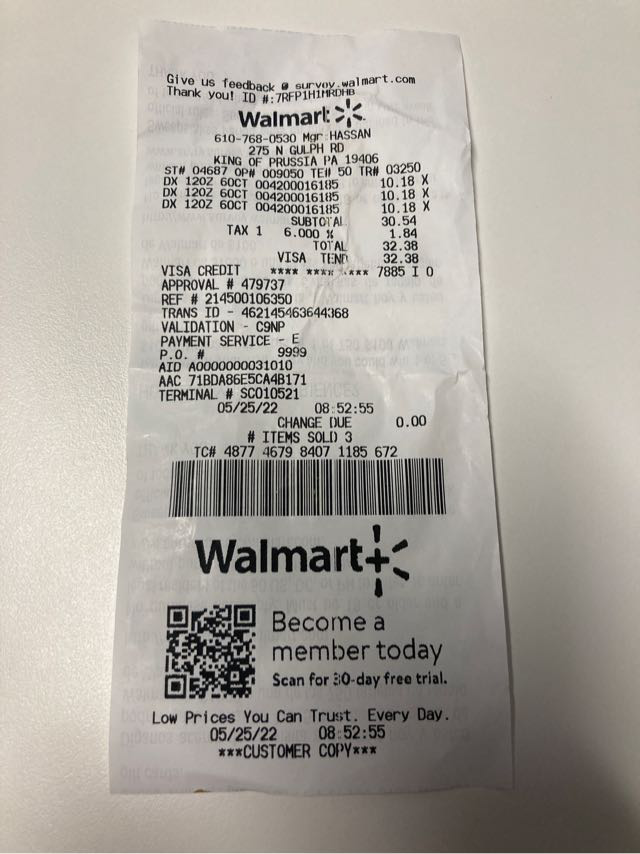 Give us feedback @ survey.walmart.com
Thank you! ID #:7RFP1H1MRDHB
Walmart
610-768-0530 Mgr:HASSAN
275 N GULPH RD
KING OF PRUSSIA PA 19406
ST# 04687 OP# 009050 TE# 50 TR# 03250
DX 120Z 60CT 004200016185 10.18 X
DX 120Z 60CT 004200016185 10.18 X
DX 120Z 60CT 004200016185 10.18 X
SUBTOTAL 30.54
TAX 1 6.000 % 1.84
TOTAL 32.38
VISA TEND 32.38
VISA CREDIT **** **** **** 7885 I 0
APPROVAL # 479737
REF # 214500106350
TRANS ID - 462145463644368
VALIDATION - C9NP
PAYMENT SERVICE - E
P.O. # 9999
AID A0000000031010
AAC 71BDA86E5CA4B171
TERMINAL # SC010521
05/25/22 08:52:55
CHANGE DUE 0.00
# ITEMS SOLD 3
TC# 4877 4679 8407 1185 672
Walmart+
Become a
member today
Scan for 30-day free trial.
Low Prices You Can Trust. Every Day.
05/25/22 08:52:55
***CUSTOMER COPY***